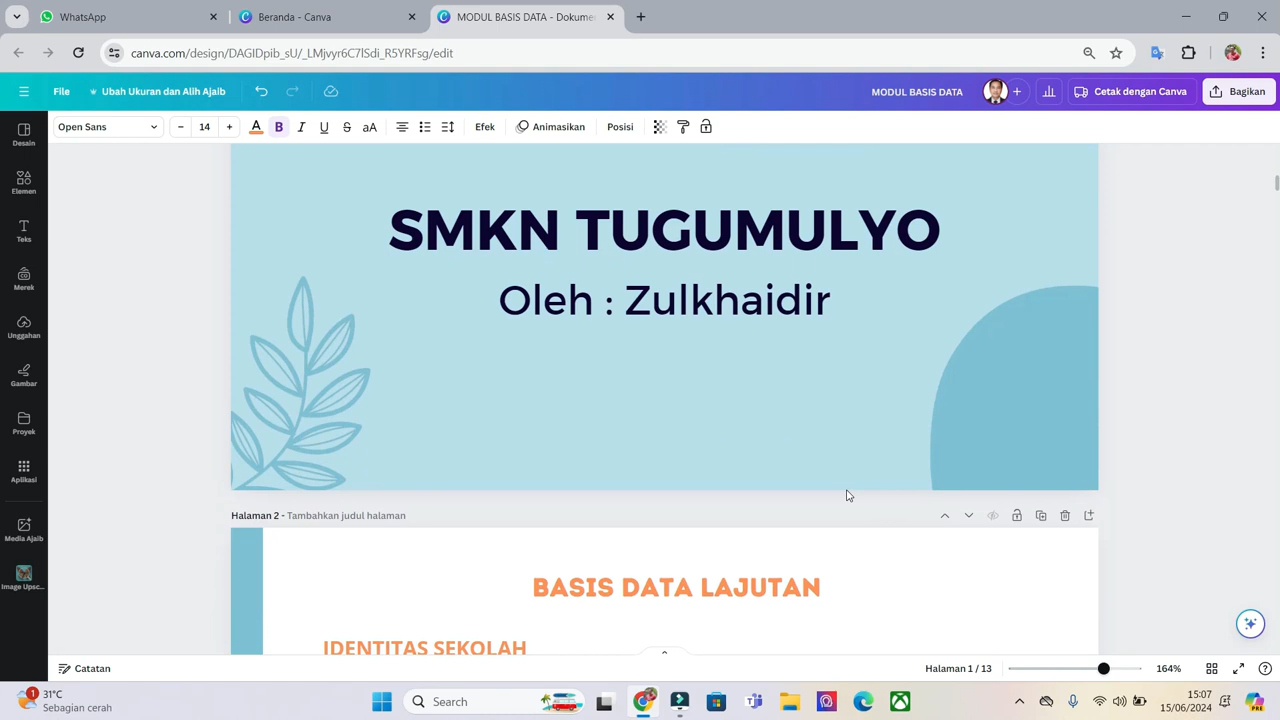 WhatsApp
Beranda - Canva
MODUL BASIS DATA - Dokume
canva.com/design/DAGIDpib_sU/_LMjvyr6C7lSdi_R5YRFsg/edit
File
Ubah Ukuran dan Alih Ajaib
MODUL BASIS DATA
Cetak dengan Canva
Bagikan
Open Sans
14
A
B
I
U
S
aA
Efek
Animasikan
Posisi
Desain
Elemen
Teks
Merek
Unggahan
Gambar
Proyek
Aplikasi
Media Ajaib
Image Upsc...
SMKN TUGUMULYO
Oleh : Zulkhaidir
Halaman 2 - Tambahkan judul halaman
BASIS DATA LAJUTAN
IDENTITAS SEKOLAH
Catatan
Halaman 1 / 13
164%
1
31°C
Sebagian cerah
Search
15:07
15/06/2024
PRE